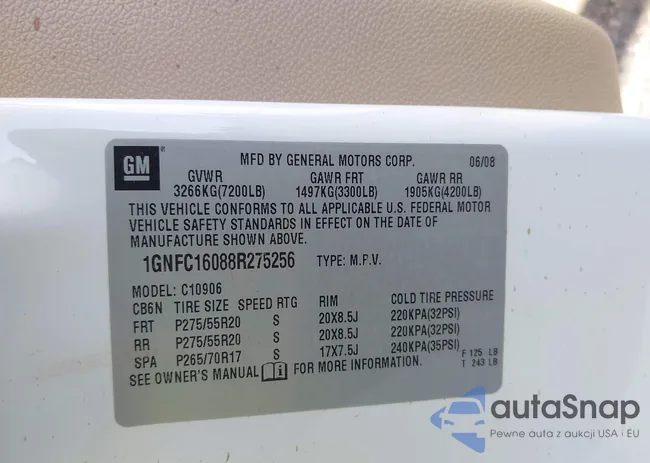 GM
MFD BY GENERAL MOTORS CORP. 06/08
GVWR GAWR FRT GAWR RR
3266KG(7200LB) 1497KG(3300LB) 1905KG(4200LB)
THIS VEHICLE CONFORMS TO ALL APPLICABLE U.S. FEDERAL MOTOR
VEHICLE SAFETY STANDARDS IN EFFECT ON THE DATE OF
MANUFACTURE SHOWN ABOVE.
1GNFC16088R275256 TYPE: M.P.V.
MODEL: C10906
CB6N TIRE SIZE SPEED RTG RIM COLD TIRE PRESSURE
FRT P275/55R20 S 20X8.5J 220KPA(32PSI)
RR P275/55R20 S 20X8.5J 220KPA(32PSI)
SPA P265/70R17 S 17X7.5J 240KPA(35PSI) F 125 LB
T 243 LB
SEE OWNER'S MANUAL i FOR MORE INFORMATION.
autaSnap
Pewne auta z aukcji USA i EU